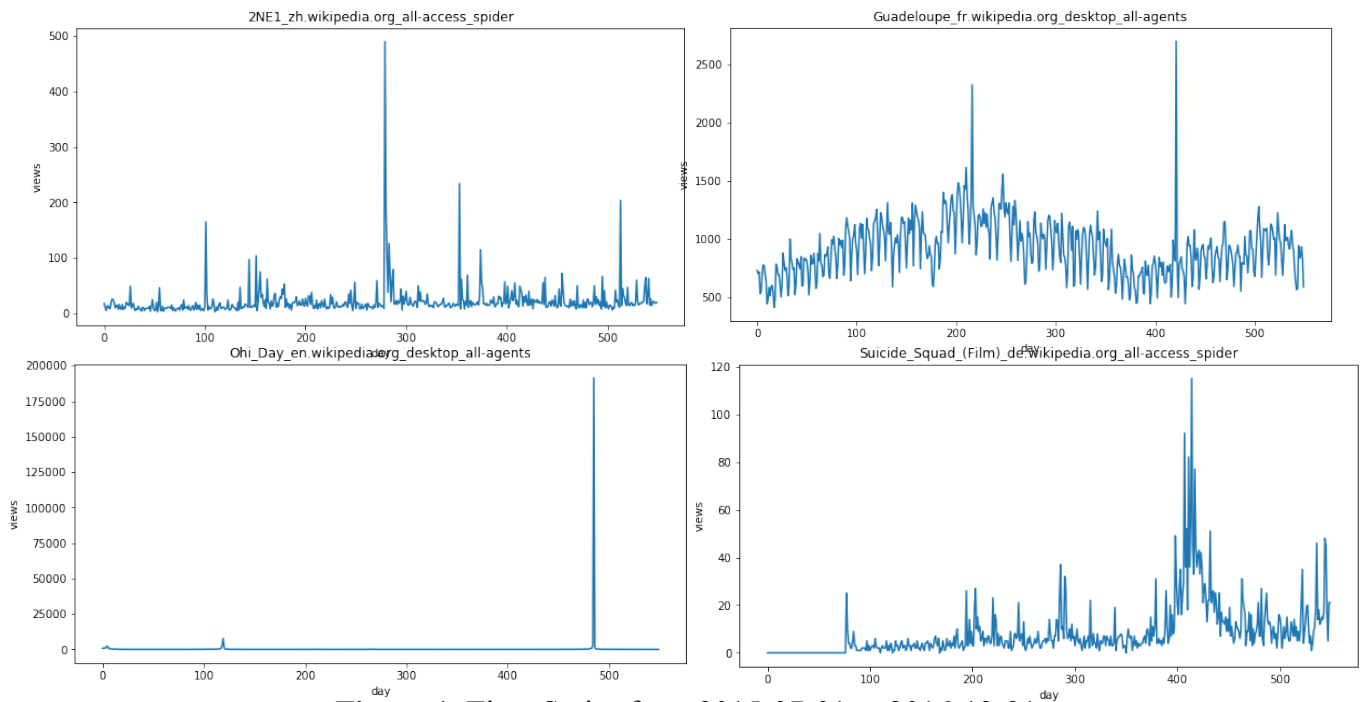 2NE1_zh.wikipedia.org_all-access_spider
500
400
300
200
100
0
views
0 100 200 300 400 500
day
Guadeloupe_fr.wikipedia.org_desktop_all-agents
2500
2000
1500
1000
500
views
0 100 200 300 400 500
day
Ohi_Day_en.wikipedia.org_desktop_all-agents
200000
175000
150000
125000
100000
75000
50000
25000
0
views
0 100 200 300 400 500
day
Suicide_Squad_(Film)_de.wikipedia.org_all-access_spider
120
100
80
60
40
20
0
views
0 100 200 300 400 500
day